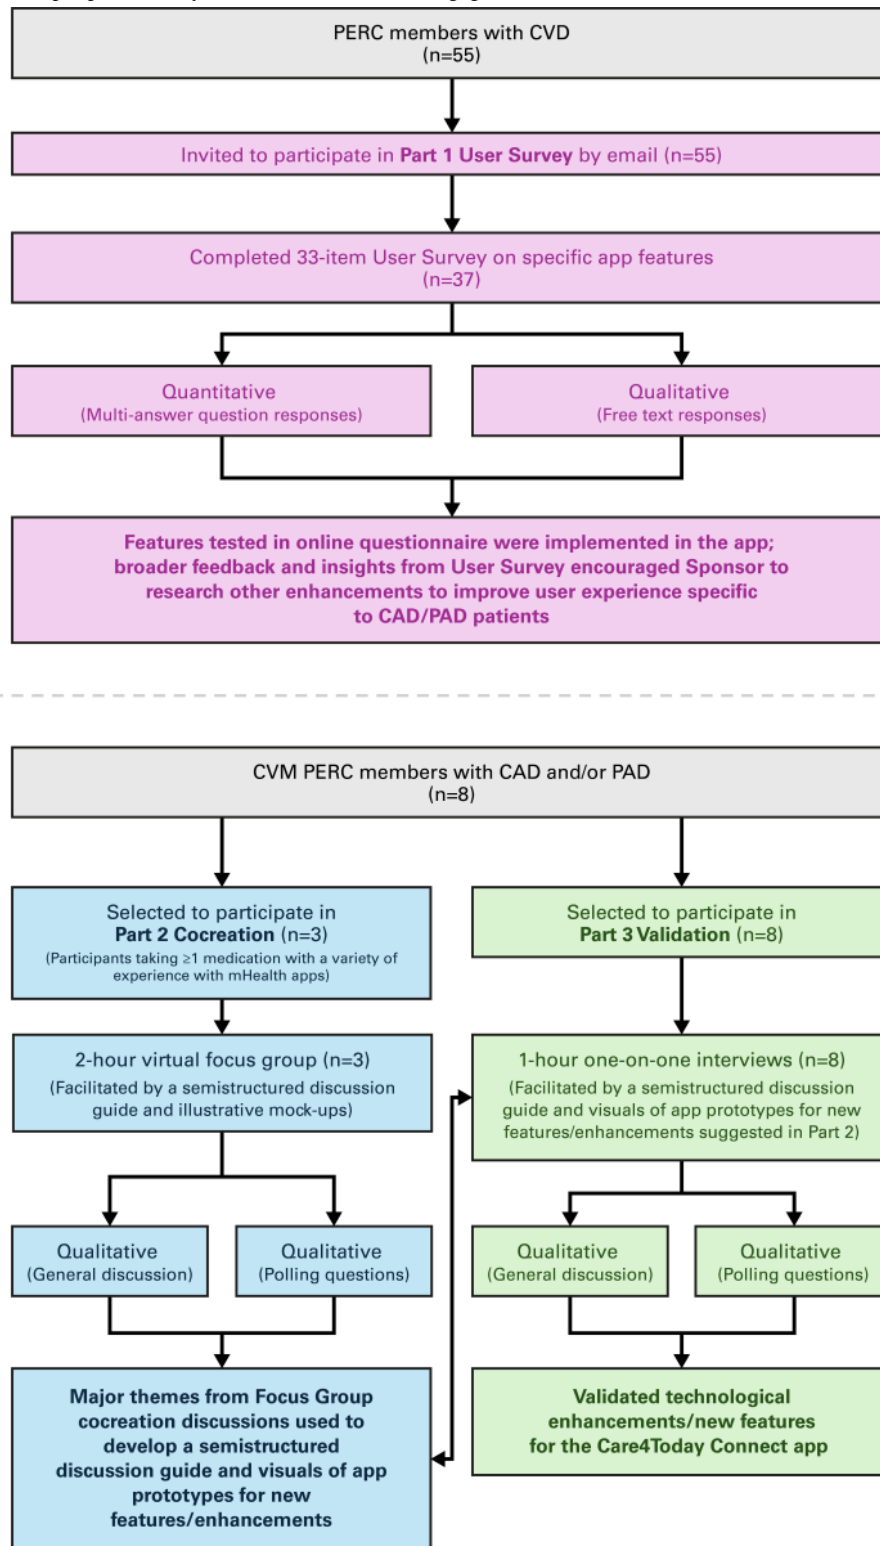 PERC members with CVD
(n=55)
Invited to participate in Part 1 User Survey by email (n=55)
Completed 33-item User Survey on specific app features
(n=37)
Quantitative
(Multi-answer question responses)
Qualitative
(Free text responses)
Features tested in online questionnaire were implemented in the app;
broader feedback and insights from User Survey encouraged Sponsor to
research other enhancements to improve user experience specific
to CAD/PAD patients
CVM PERC members with CAD and/or PAD
(n=8)
Selected to participate in
Part 2 Cocreation (n=3)
(Participants taking ≥1 medication with a variety of
experience with mHealth apps)
2-hour virtual focus group (n=3)
(Facilitated by a semistructured discussion
guide and illustrative mock-ups)
Qualitative
(General discussion)
Qualitative
(Polling questions)
Major themes from Focus Group
cocreation discussions used to
develop a semistructured
discussion guide and visuals of app
prototypes for new
features/enhancements
Selected to participate in
Part 3 Validation (n=8)
1-hour one-on-one interviews (n=8)
(Facilitated by a semistructured discussion
guide and visuals of app prototypes for new
features/enhancements suggested in Part 2)
Qualitative
(General discussion)
Qualitative
(Polling questions)
Validated technological
enhancements/new features
for the Care4Today Connect app